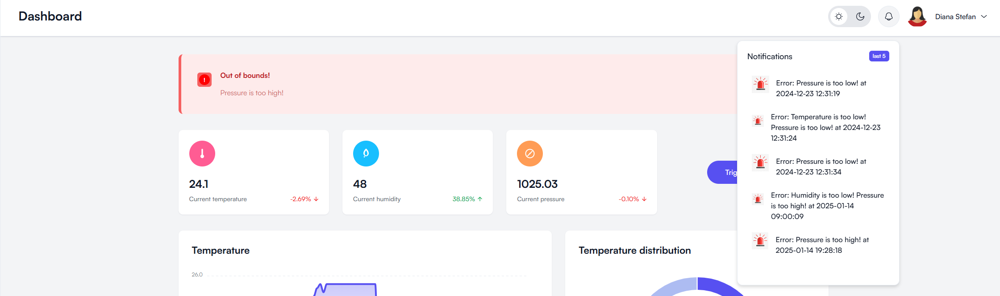 Dashboard
Diana Stefan
Out of bounds!
Pressure is too high!
Notifications
last 5
Error: Pressure is too low! at
2024-12-23 12:31:19
Error: Temperature is too low!
Pressure is too low! at 2024-12-23
12:31:24
Error: Pressure is too low! at
2024-12-23 12:31:34
Error: Humidity is too low! Pressure
is too high! at 2025-01-14
09:00:09
Error: Pressure is too high! at
2025-01-14 19:28:18
24.1
Current temperature
-2.69%
48
Current humidity
38.85%
1025.03
Current pressure
-0.10%
Trig
Temperature
26.0
Temperature distribution